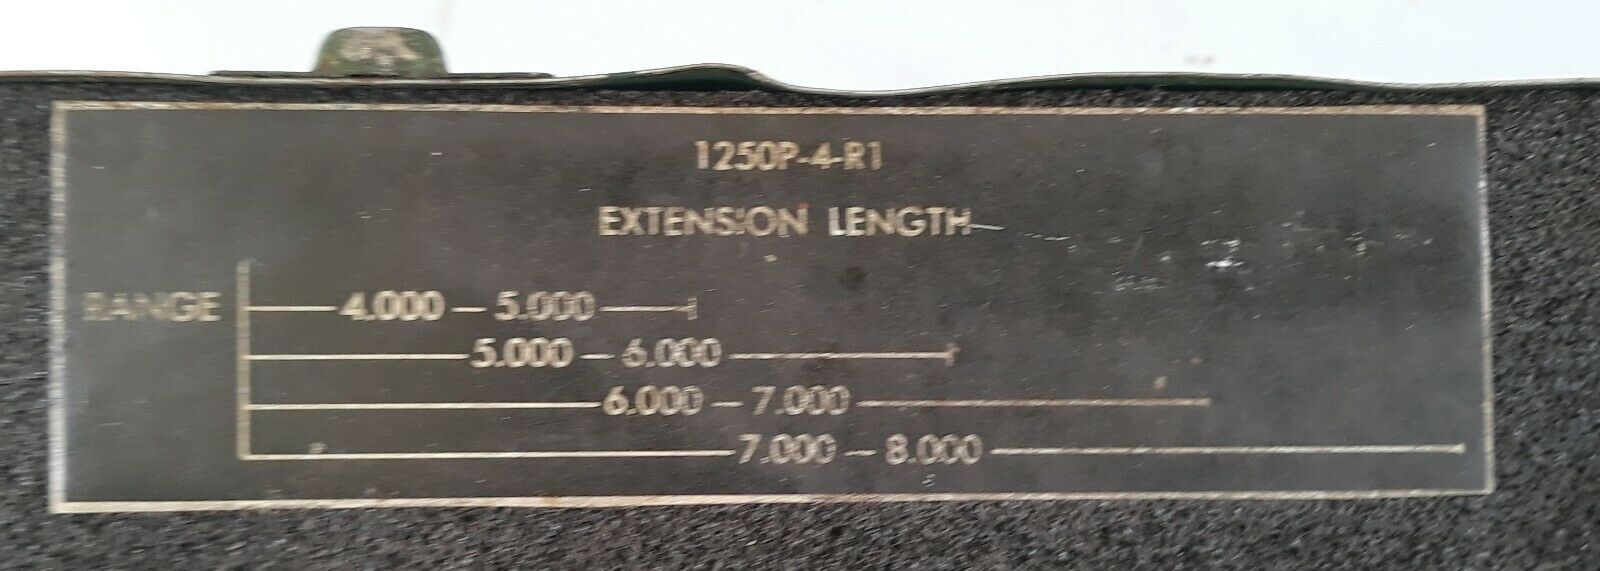 1250P-4-R1
EXTENSION LENGTH
RANGE 4.000 – 5.000
5.000 – 6.000
6.000 – 7.000
7.000 – 8.000